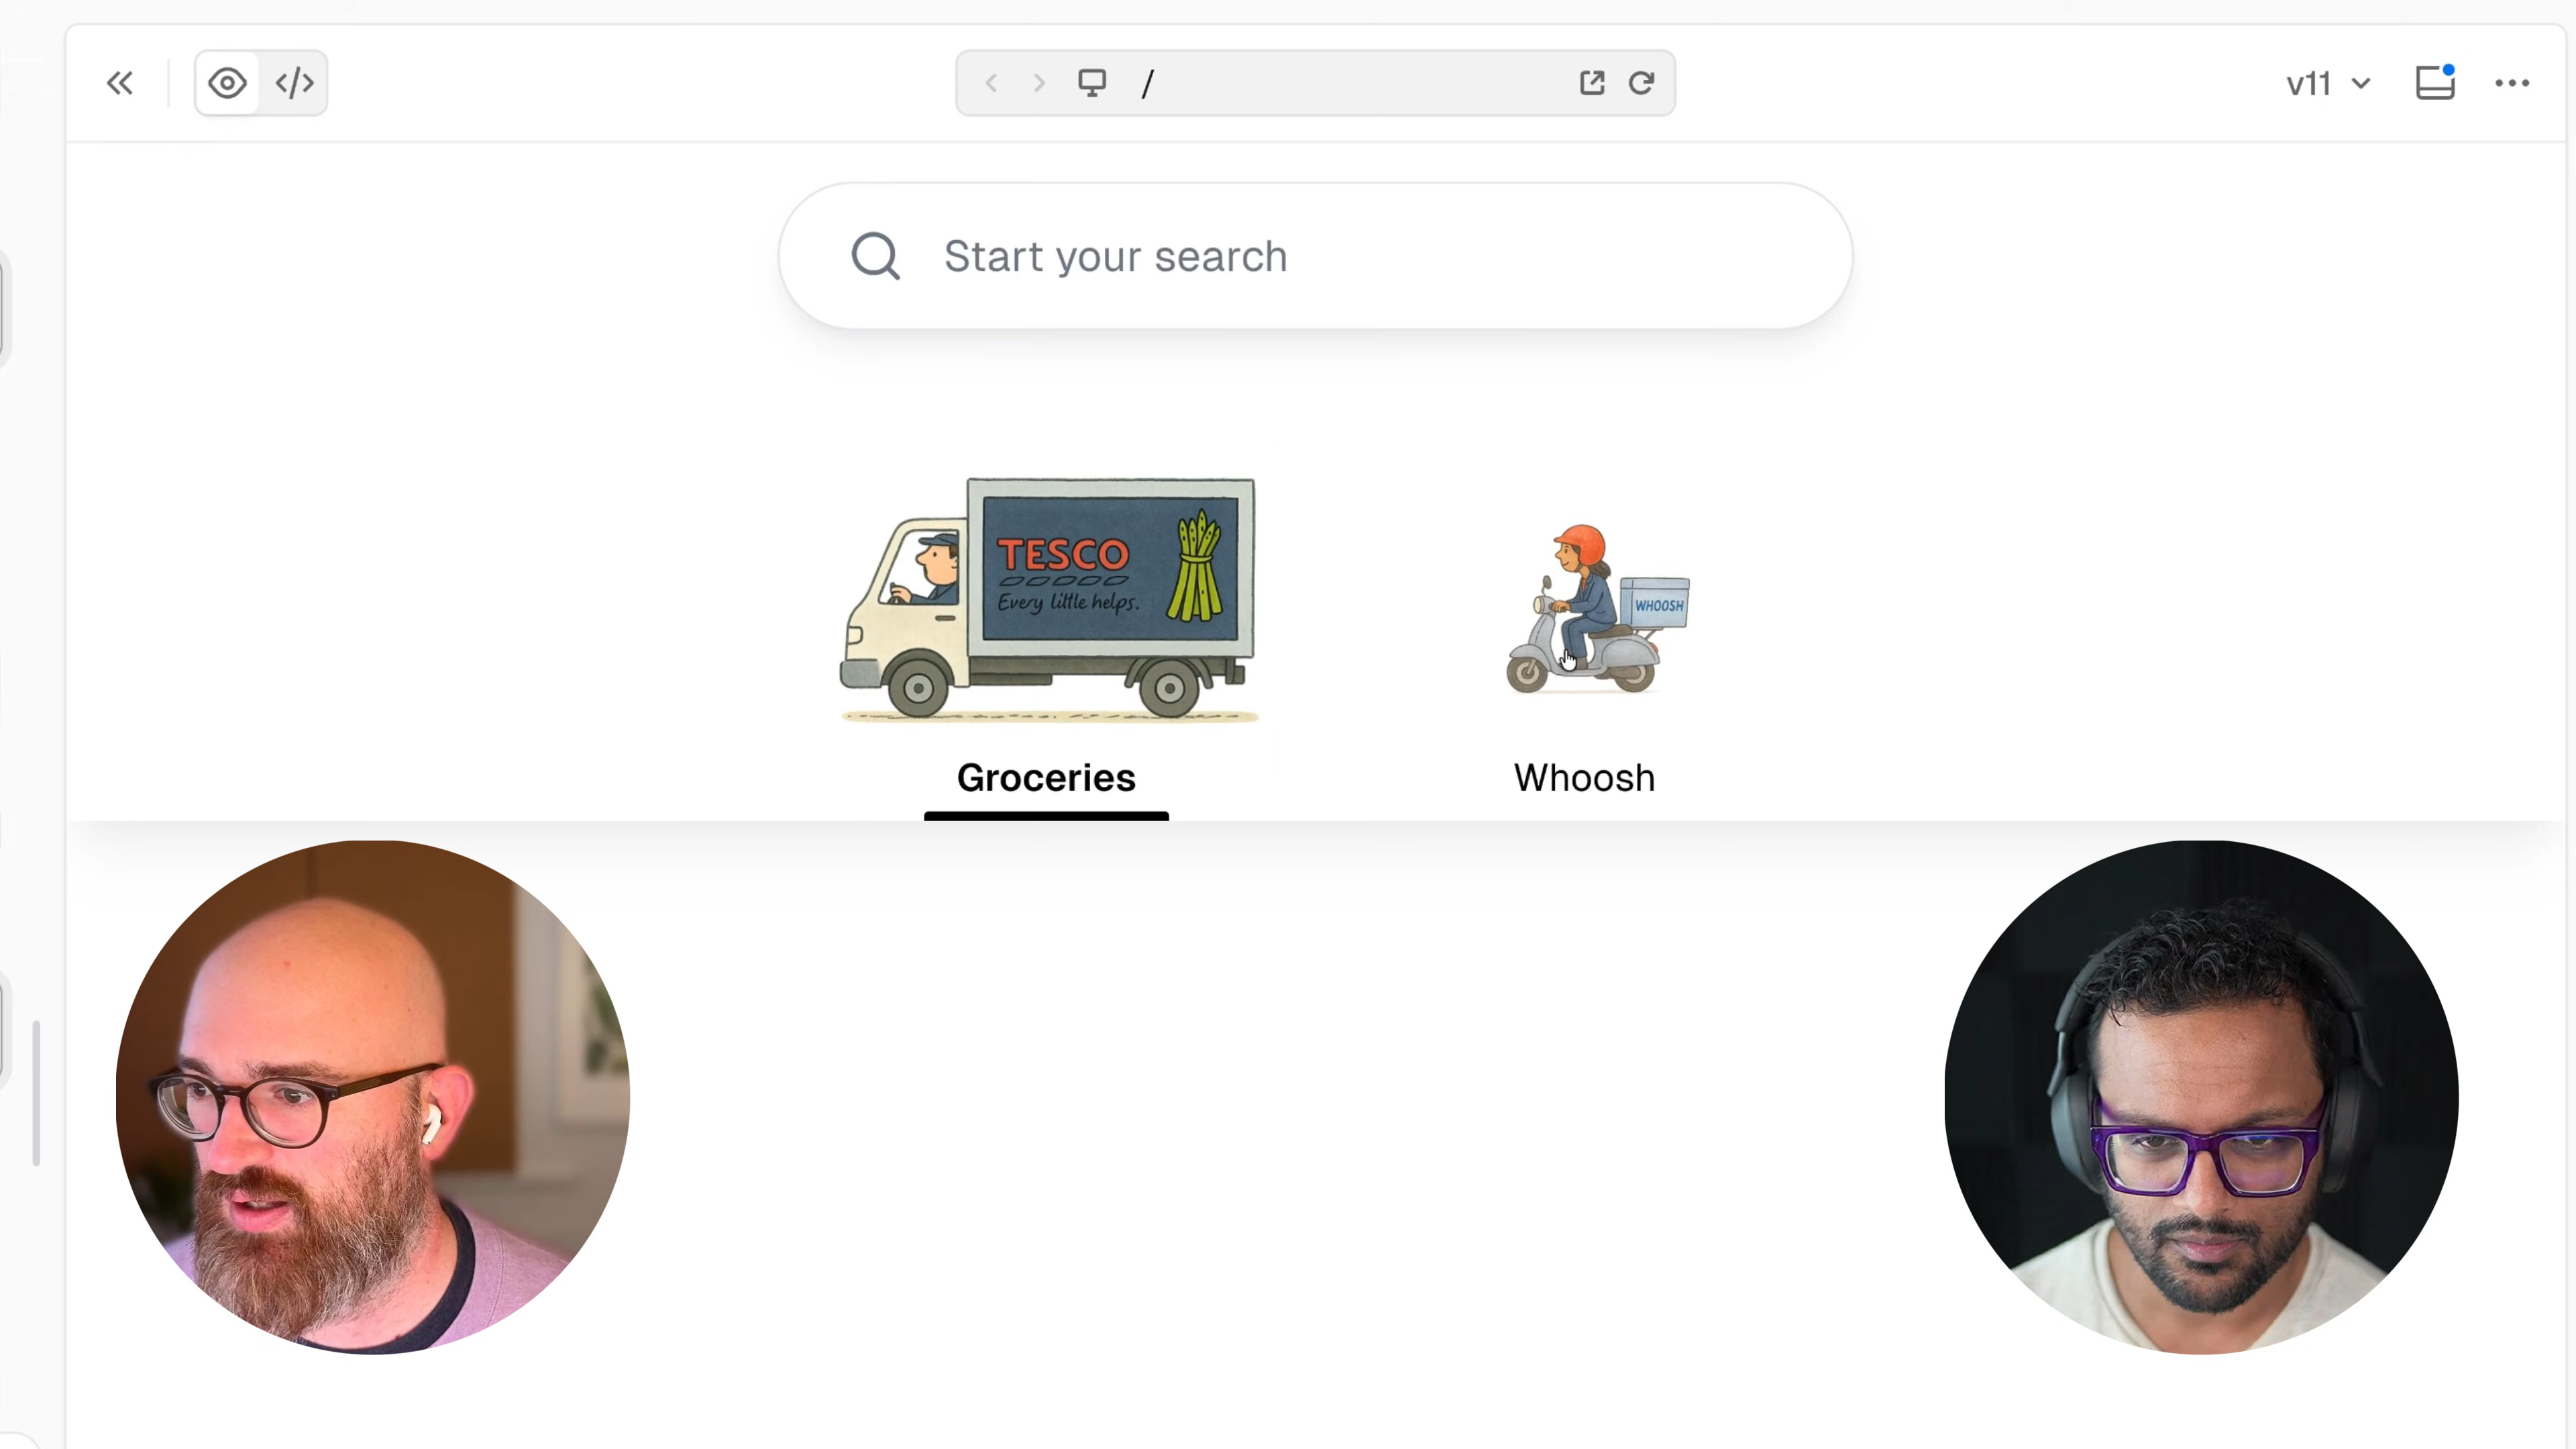 /
v11
Start your search
TESCO
Every little helps.
WHOOSH
Groceries
Whoosh